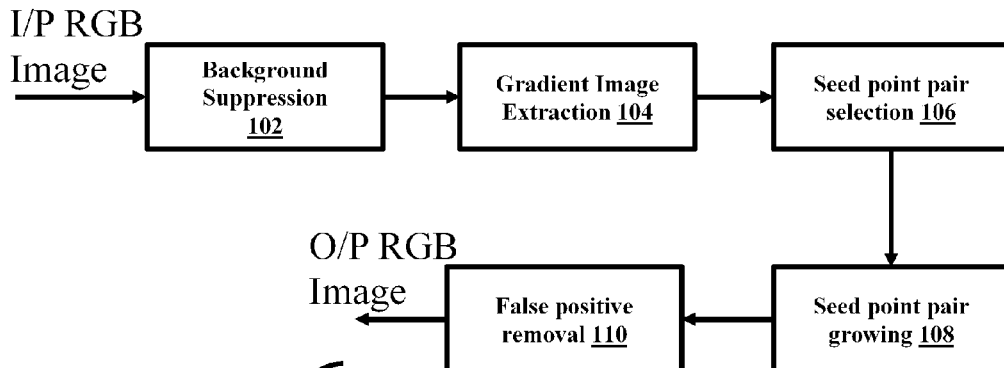 I/P RGB
Image
Background
Suppression
102
Gradient Image
Extraction 104
Seed point pair
selection 106
O/P RGB
Image
False positive
removal 110
Seed point pair
growing 108